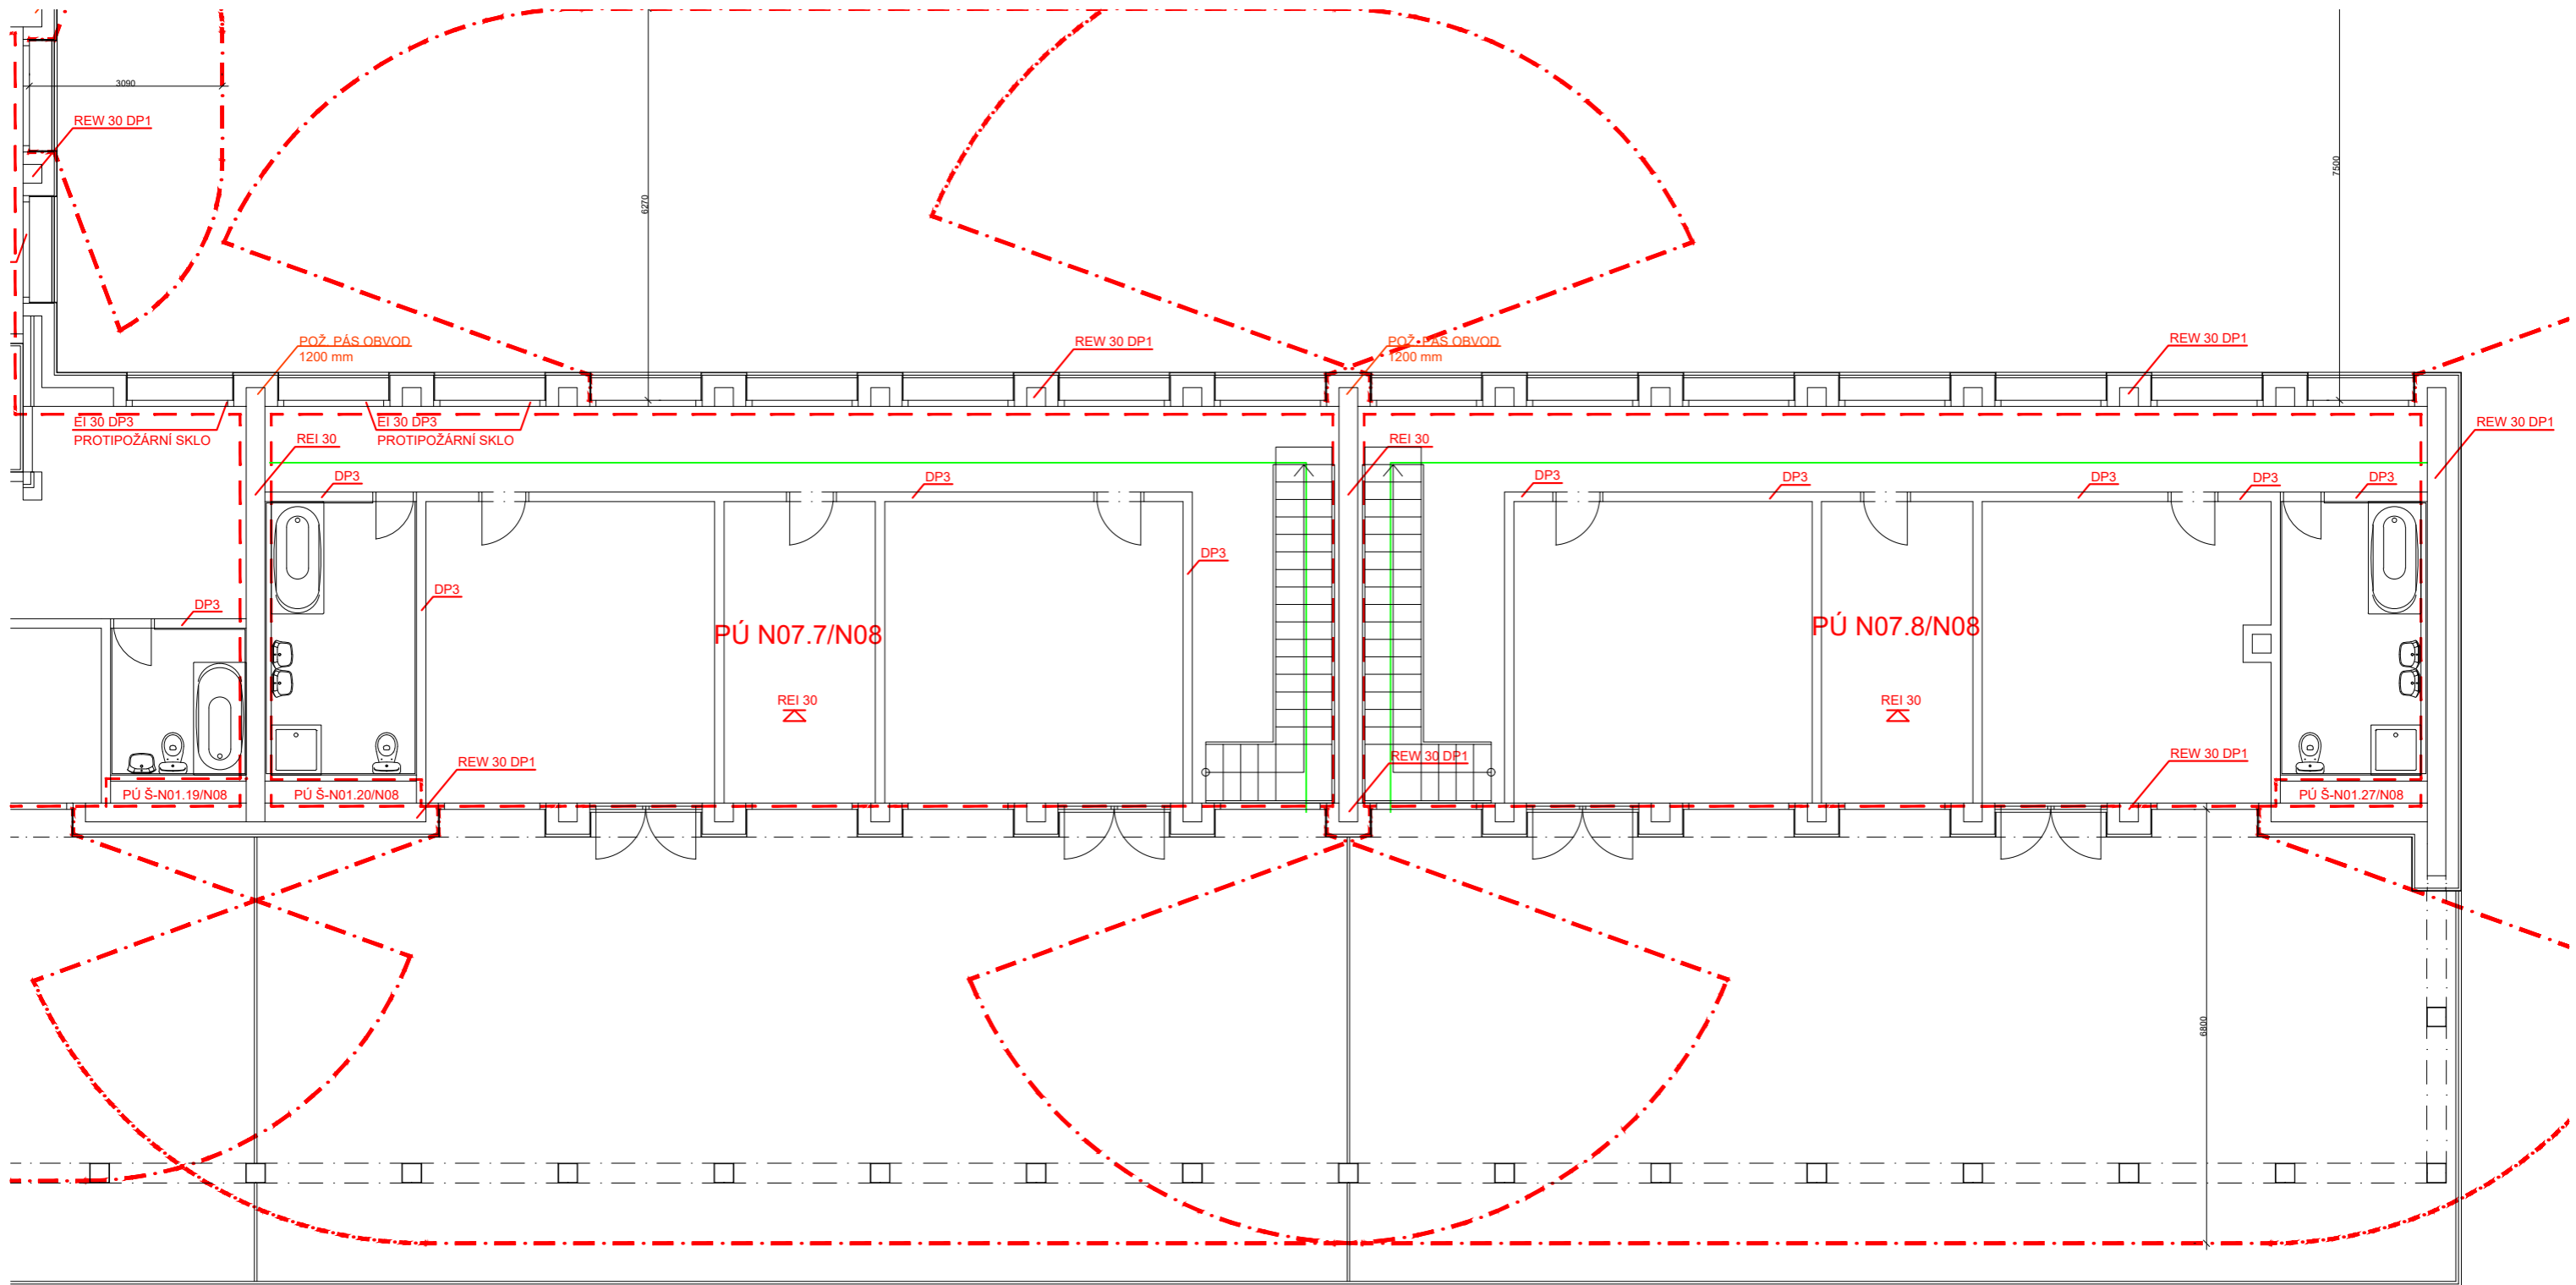 3090
REW 30 DP1
6270
7500
POŽ. PÁS OBVOD
1200 mm
REW 30 DP1
POŽ. PÁS OBVOD
1200 mm
REW 30 DP1
EI 30 DP3
PROTIPOŽÁRNÍ SKLO
EI 30 DP3
PROTIPOŽÁRNÍ SKLO
REI 30
REI 30
REW 30 DP1
DP3
DP3
DP3
DP3
DP3
DP3
DP3
DP3
DP3
DP3
PÚ N07.7/N08
PÚ N07.8/N08
REI 30
REI 30
REW 30 DP1
REW 30 DP1
REW 30 DP1
PÚ Š-N01.19/N08
PÚ Š-N01.20/N08
PÚ Š-N01.27/N08
6800